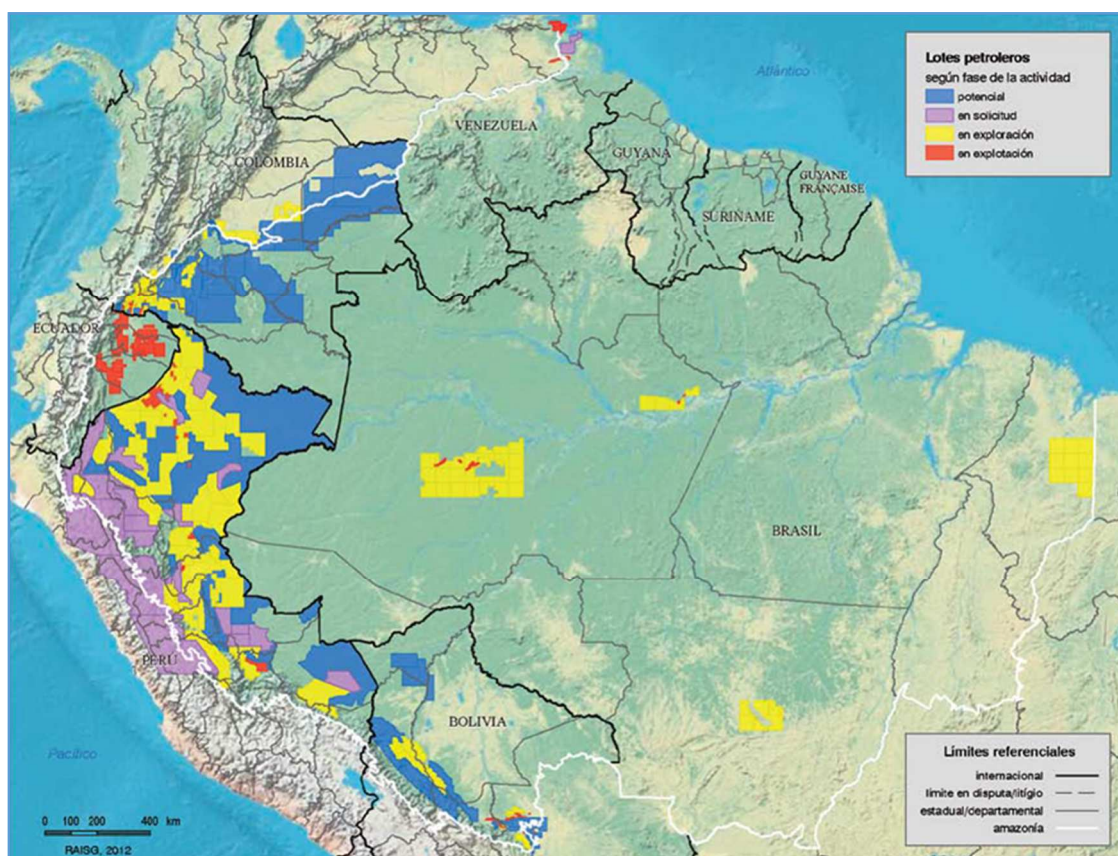 Lotes petroleros
según fase de la actividad
potencial
en solicitud
en exploración
en explotación
Atlántico
VENEZUELA
COLOMBIA
GUYANA
GUYANE
FRANÇAISE
SURINAME
ECUADOR
BRASIL
PERÚ
BOLIVIA
Pacífico
Límites referenciales
internacional
límite en disputa/litígio
estadual/departamental
amazonía
0 100 200 400 km
RAISG, 2012